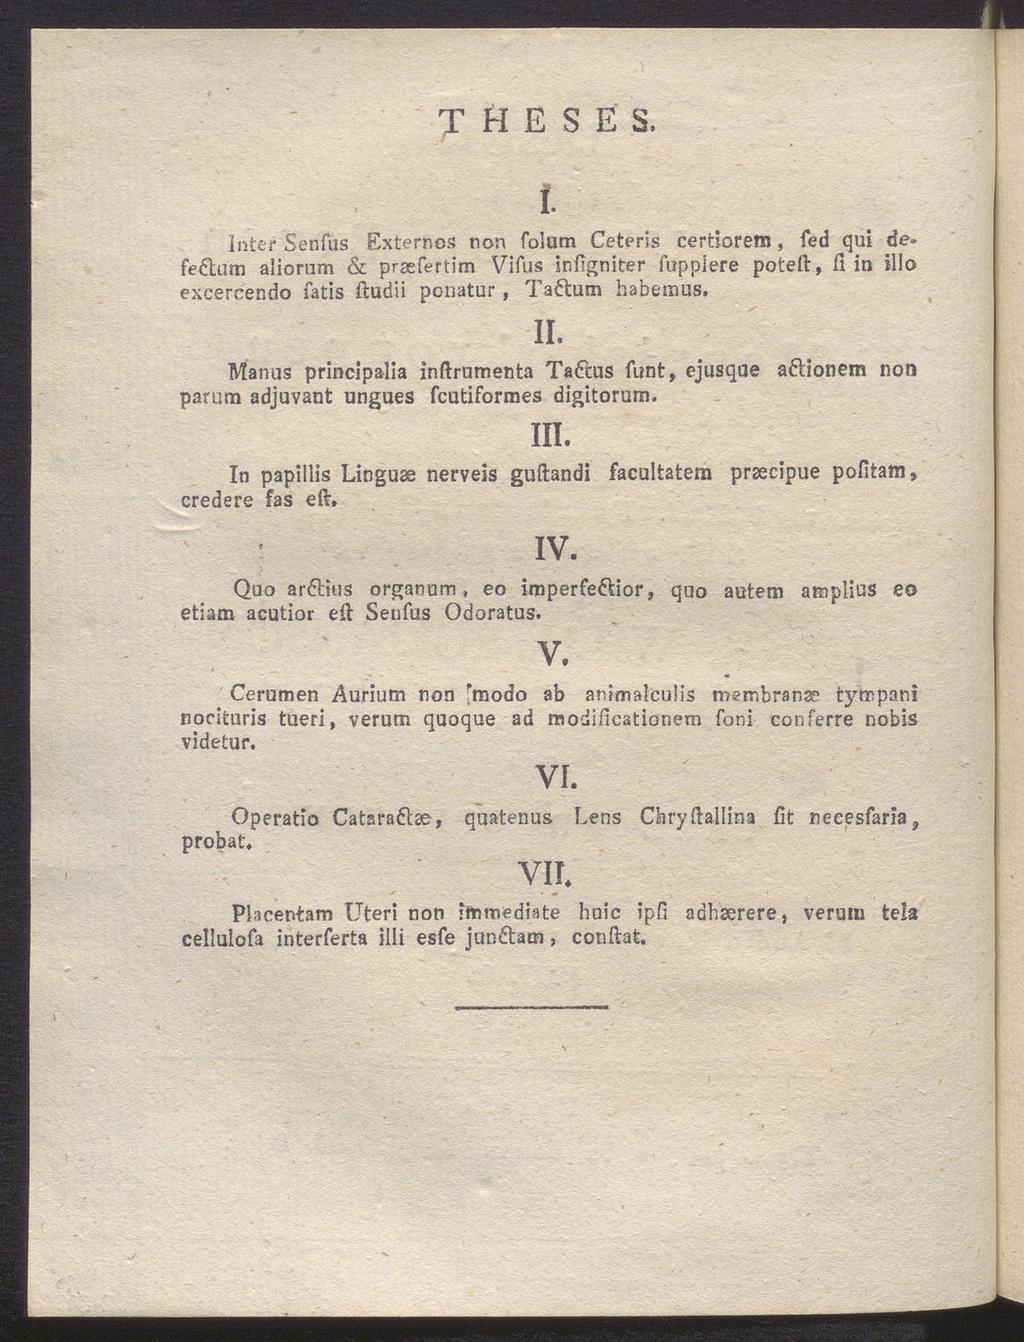 THESES.
I.
Inter Senſus Externos non ſolum Ceteris certiorem, ſed qui de-
fectum aliorum & præſertim Viſus inſigniter ſupplere poteſt, ſi in illo
excercendo ſatis ſtudii ponatur, Tactum habemus.
II.
Manus principalia inſtrumenta Tactus ſunt, ejusque actionem non
parum adjuvant ungues ſcutiformes digitorum.
III.
In papillis Linguæ nerveis guſtandi facultatem præcipue poſitam,
credere fas eſt.
IV.
Quo arctius organum, eo imperfectior, quo autem amplius eo
etiam acutior eſt Senſus Odoratus.
V.
Cerumen Aurium non modo ab animalculis membranæ tympani
nocituris tueri, verum quoque ad modificationem ſoni conferre nobis
videtur.
VI.
Operatio Cataractæ, quatenus Lens Chryſtallina ſit neceſsaria,
probat.
VII.
Placentam Uteri non immediate huic ipſi adhærere, verum tela
celluloſa interſerta illi eſse junctam, conſtat.